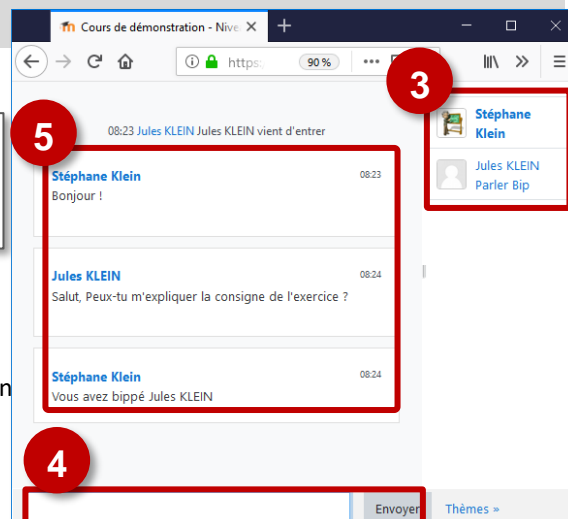 Cours de démonstration - Nive
https:
90 %
3
Stéphane
Klein
Jules KLEIN
Parler Bip
5
08:23 Jules KLEIN Jules KLEIN vient d'entrer
Stéphane Klein 08:23
Bonjour !
Jules KLEIN 08:24
Salut, Peux-tu m'expliquer la consigne de l'exercice ?
Stéphane Klein 08:24
Vous avez bippé Jules KLEIN
n
4
Envoyer
Thèmes »